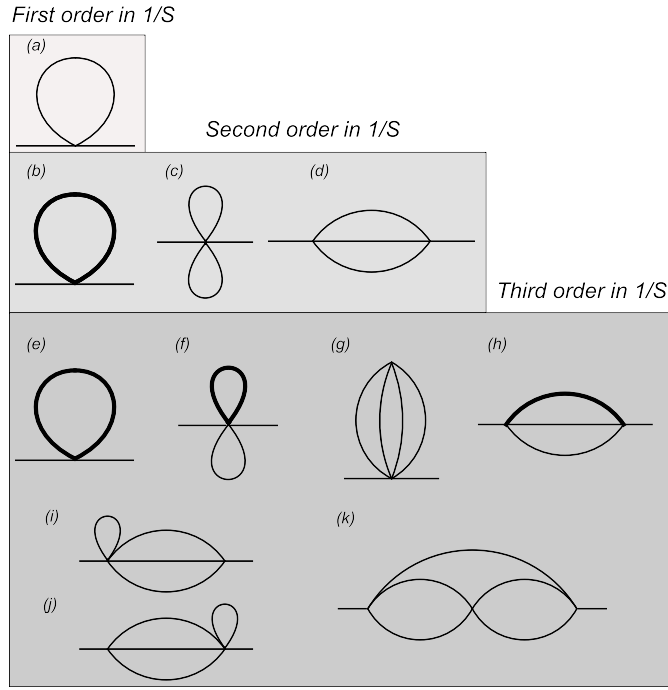 First order in 1/S
(a)
Second order in 1/S
(b) (c) (d)
Third order in 1/S
(e) (f) (g) (h)
(i) (k)
(j)